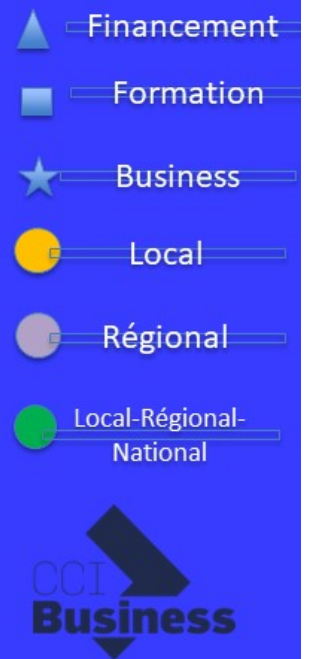 Financement
Formation
Business
Local
Régional
Local-Régional-
National
CCI
Business